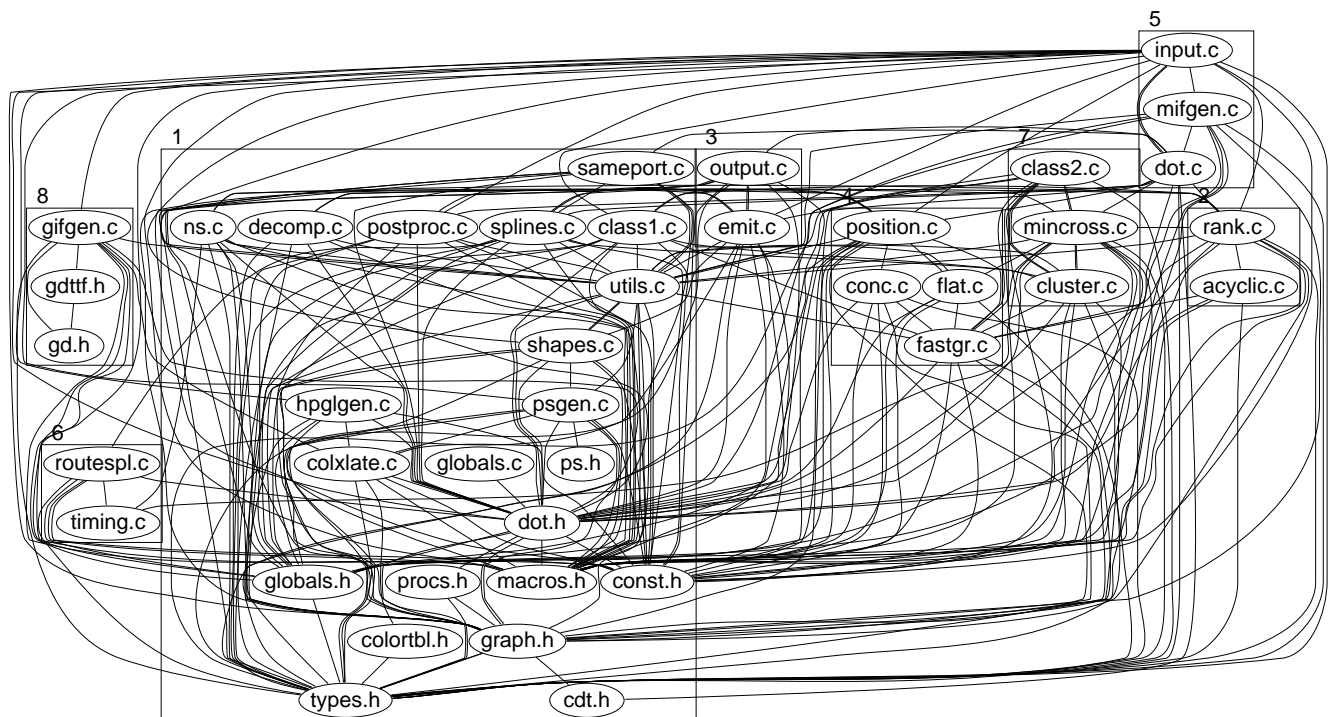 5
input.c
mifgen.c
1 3 7
sameport.c output.c class2.c dot.c
8 4 2
gifgen.c ns.c decomp.c postproc.c splines.c class1.c emit.c position.c mincross.c rank.c
gdttf.h utils.c conc.c flat.c cluster.c acyclic.c
gd.h shapes.c fastgr.c
hpglgen.c psgen.c
6
routespl.c colxlate.c globals.c ps.h
timing.c dot.h
globals.h procs.h macros.h const.h
colortbl.h graph.h
types.h cdt.h